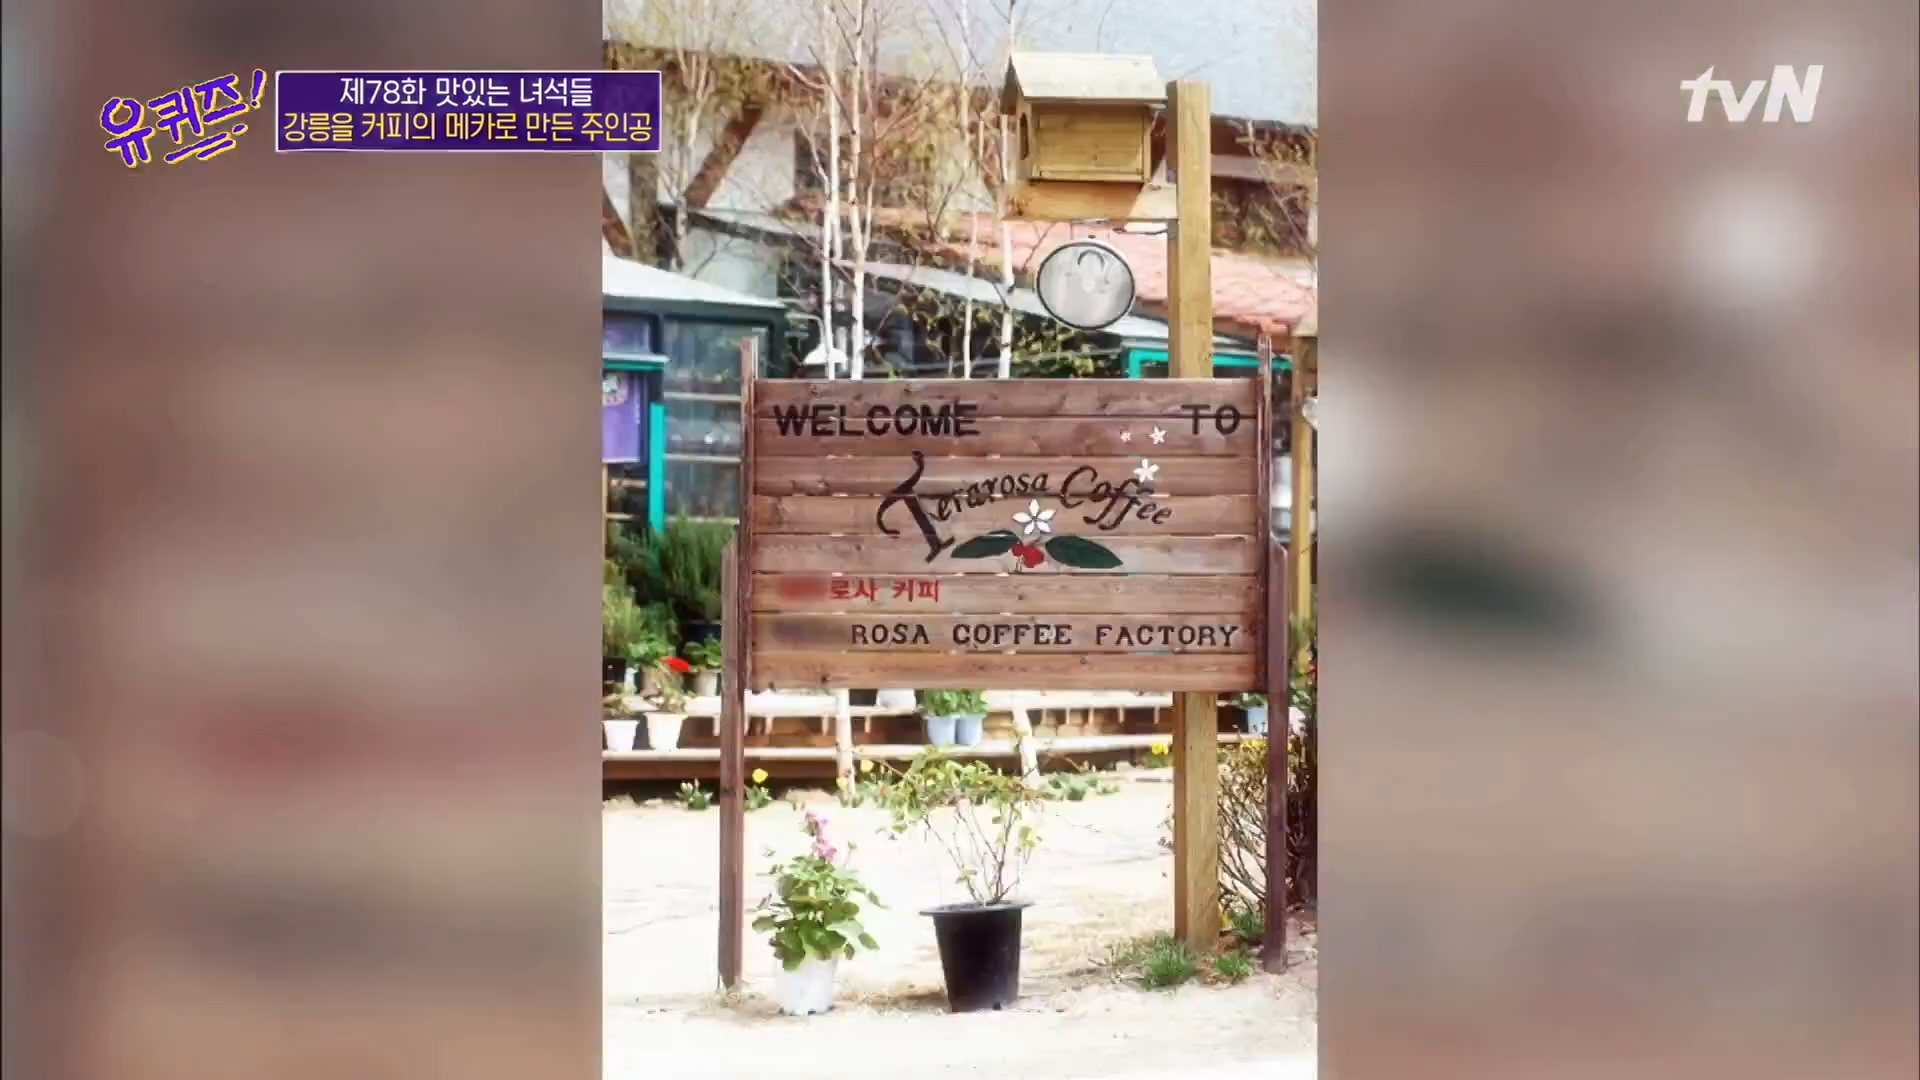 유퀴즈!
제78화 맛있는 녀석들
강릉을 커피의 메카로 만든 주인공
tvN
WELCOME TO
Terarosa Coffee
로사 커피
ROSA COFFEE FACTORY